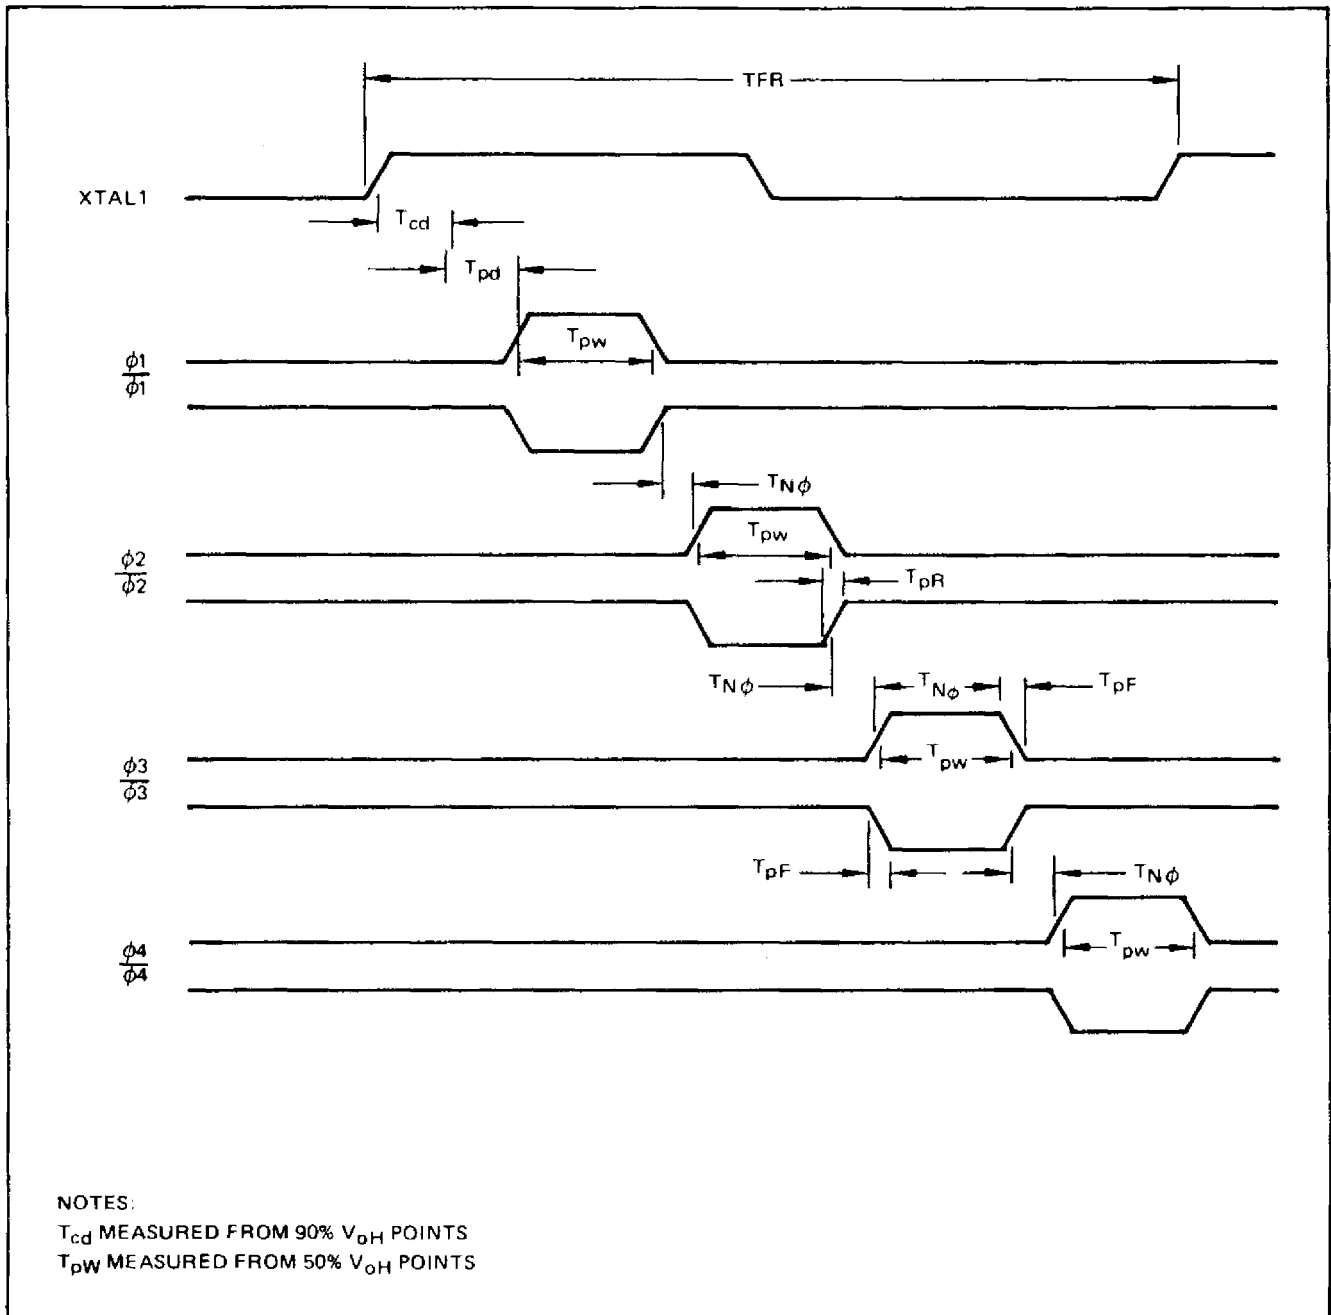 TFR
XTAL1
Tcd
Tpd
Tpw
ϕ1
ϕ1
TNϕ
Tpw
ϕ2
ϕ2
TpR
TNϕ
TNϕ
TpF
Tpw
ϕ3
ϕ3
TpF
TNϕ
Tpw
ϕ4
ϕ4
NOTES:
Tcd MEASURED FROM 90% VoH POINTS
TpW MEASURED FROM 50% VoH POINTS